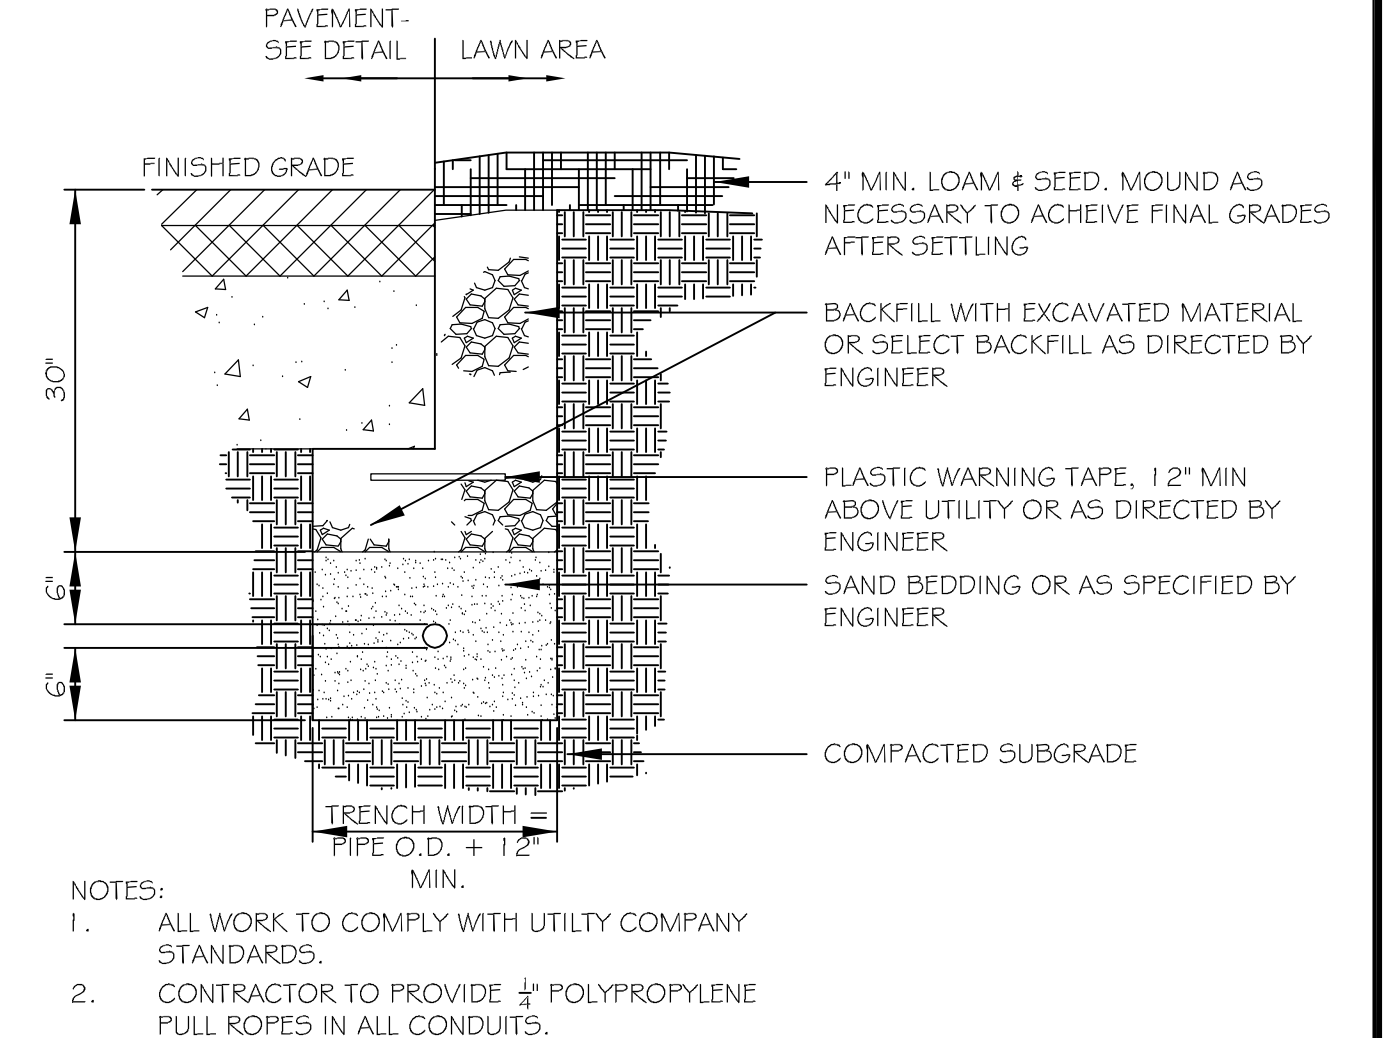 PAVEMENT-
SEE DETAIL
LAWN AREA
FINISHED GRADE
4" MIN. LOAM & SEED. MOUND AS
NECESSARY TO ACHEIVE FINAL GRADES
AFTER SETTLING
BACKFILL WITH EXCAVATED MATERIAL
OR SELECT BACKFILL AS DIRECTED BY
ENGINEER
30"
PLASTIC WARNING TAPE, 12" MIN
ABOVE UTILITY OR AS DIRECTED BY
ENGINEER
SAND BEDDING OR AS SPECIFIED BY
ENGINEER
6"
6"
COMPACTED SUBGRADE
TRENCH WIDTH =
PIPE O.D. + 12"
MIN.
NOTES:
1. ALL WORK TO COMPLY WITH UTILTY COMPANY
STANDARDS.
2. CONTRACTOR TO PROVIDE 1/4" POLYPROPYLENE
PULL ROPES IN ALL CONDUITS.